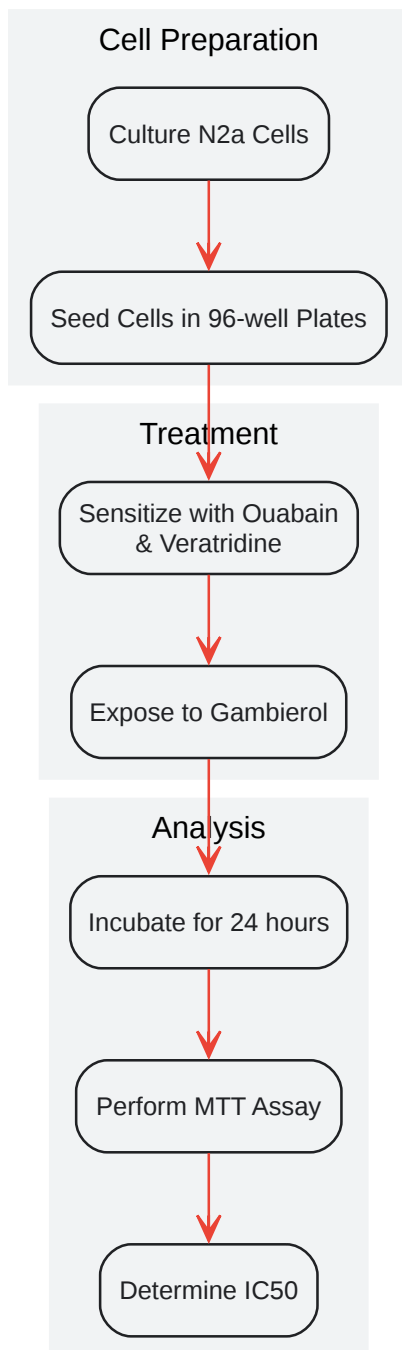 Cell Preparation
Culture N2a Cells
Seed Cells in 96-well Plates
Treatment
Sensitize with Ouabain
& Veratridine
Expose to Gambierol
Analysis
Incubate for 24 hours
Perform MTT Assay
Determine IC50